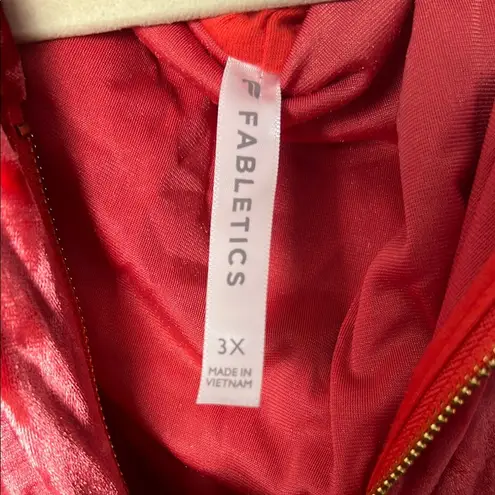 FABLETICS
3X
MADE IN
VIETNAM